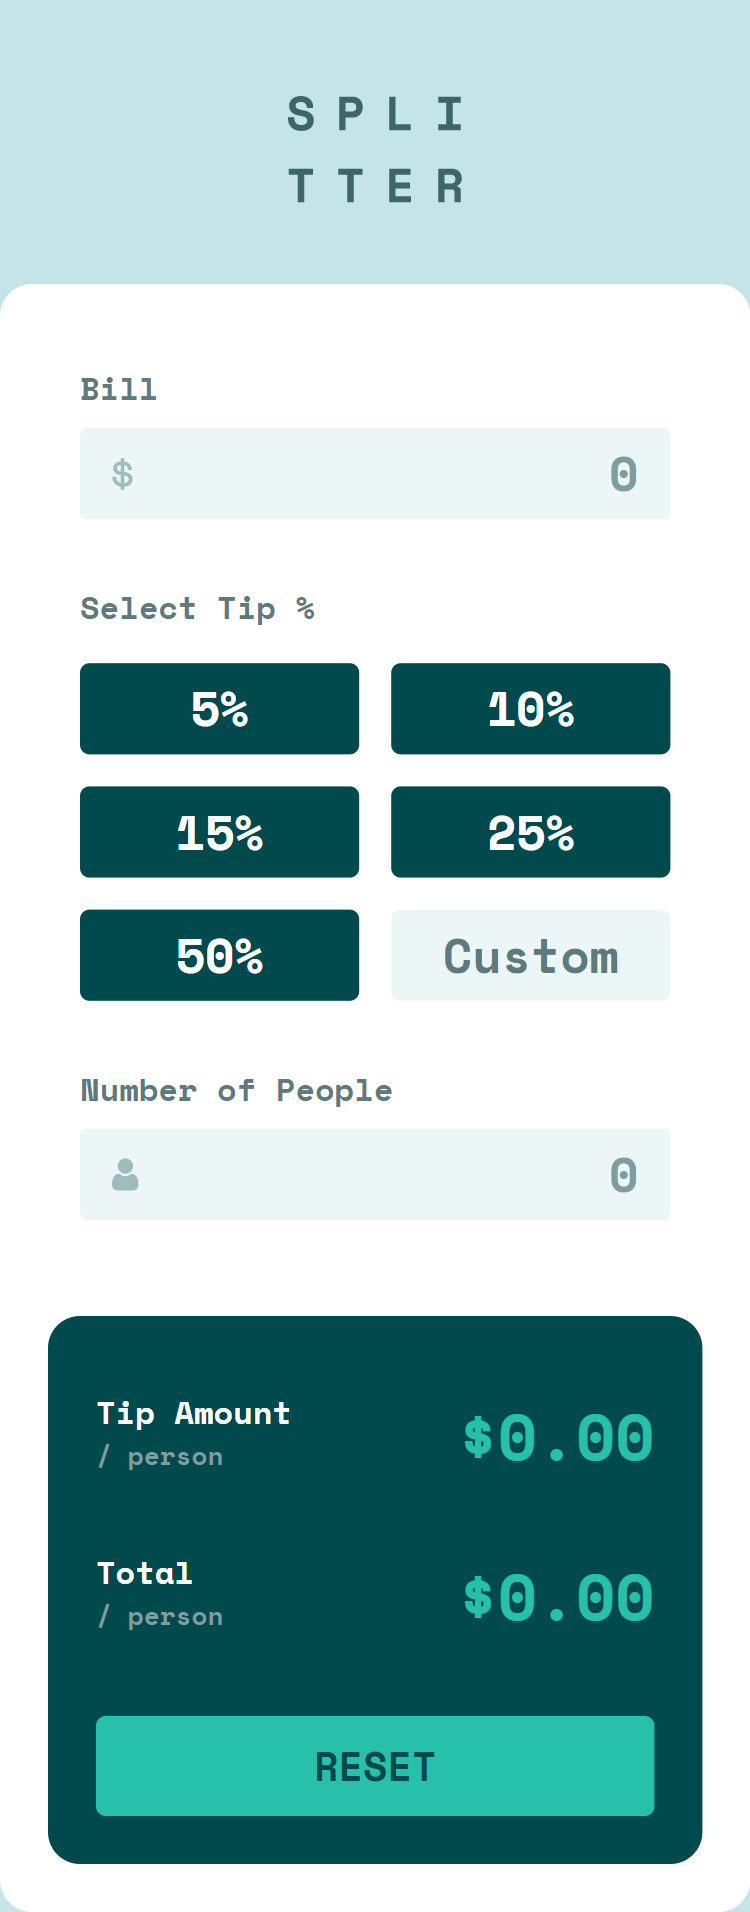 SPLI
TTER
Bill
$ 0
Select Tip %
5% 10%
15% 25%
50% Custom
Number of People
0
Tip Amount
/ person
$0.00
Total
/ person
$0.00
RESET